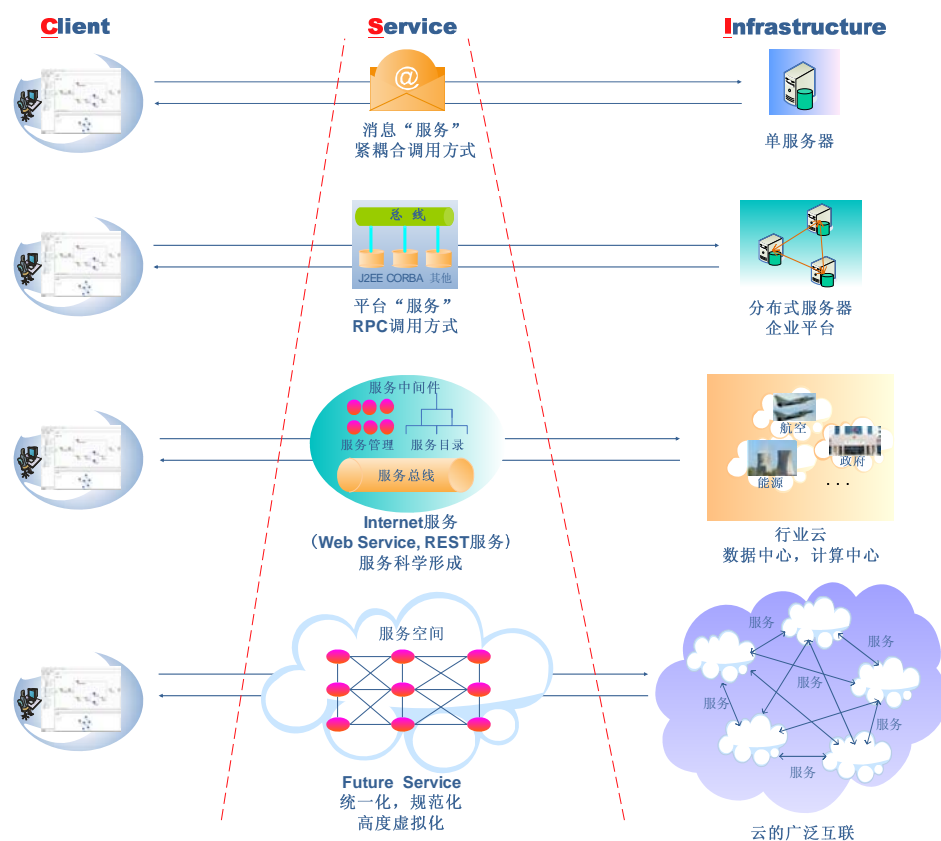 Client
Service
Infrastructure
@
消息“服务”
紧耦合调用方式
单服务器
总 线
J2EE CORBA 其他
平台“服务”
RPC调用方式
分布式服务器
企业平台
服务中间件
服务管理
服务目录
服务总线
Internet服务
（Web Service, REST服务）
服务科学形成
航空
政府
能源
...
行业云
数据中心，计算中心
服务空间
Future Service
统一化，规范化
高度虚拟化
服务
服务
服务
服务
服务
服务
云的广泛互联